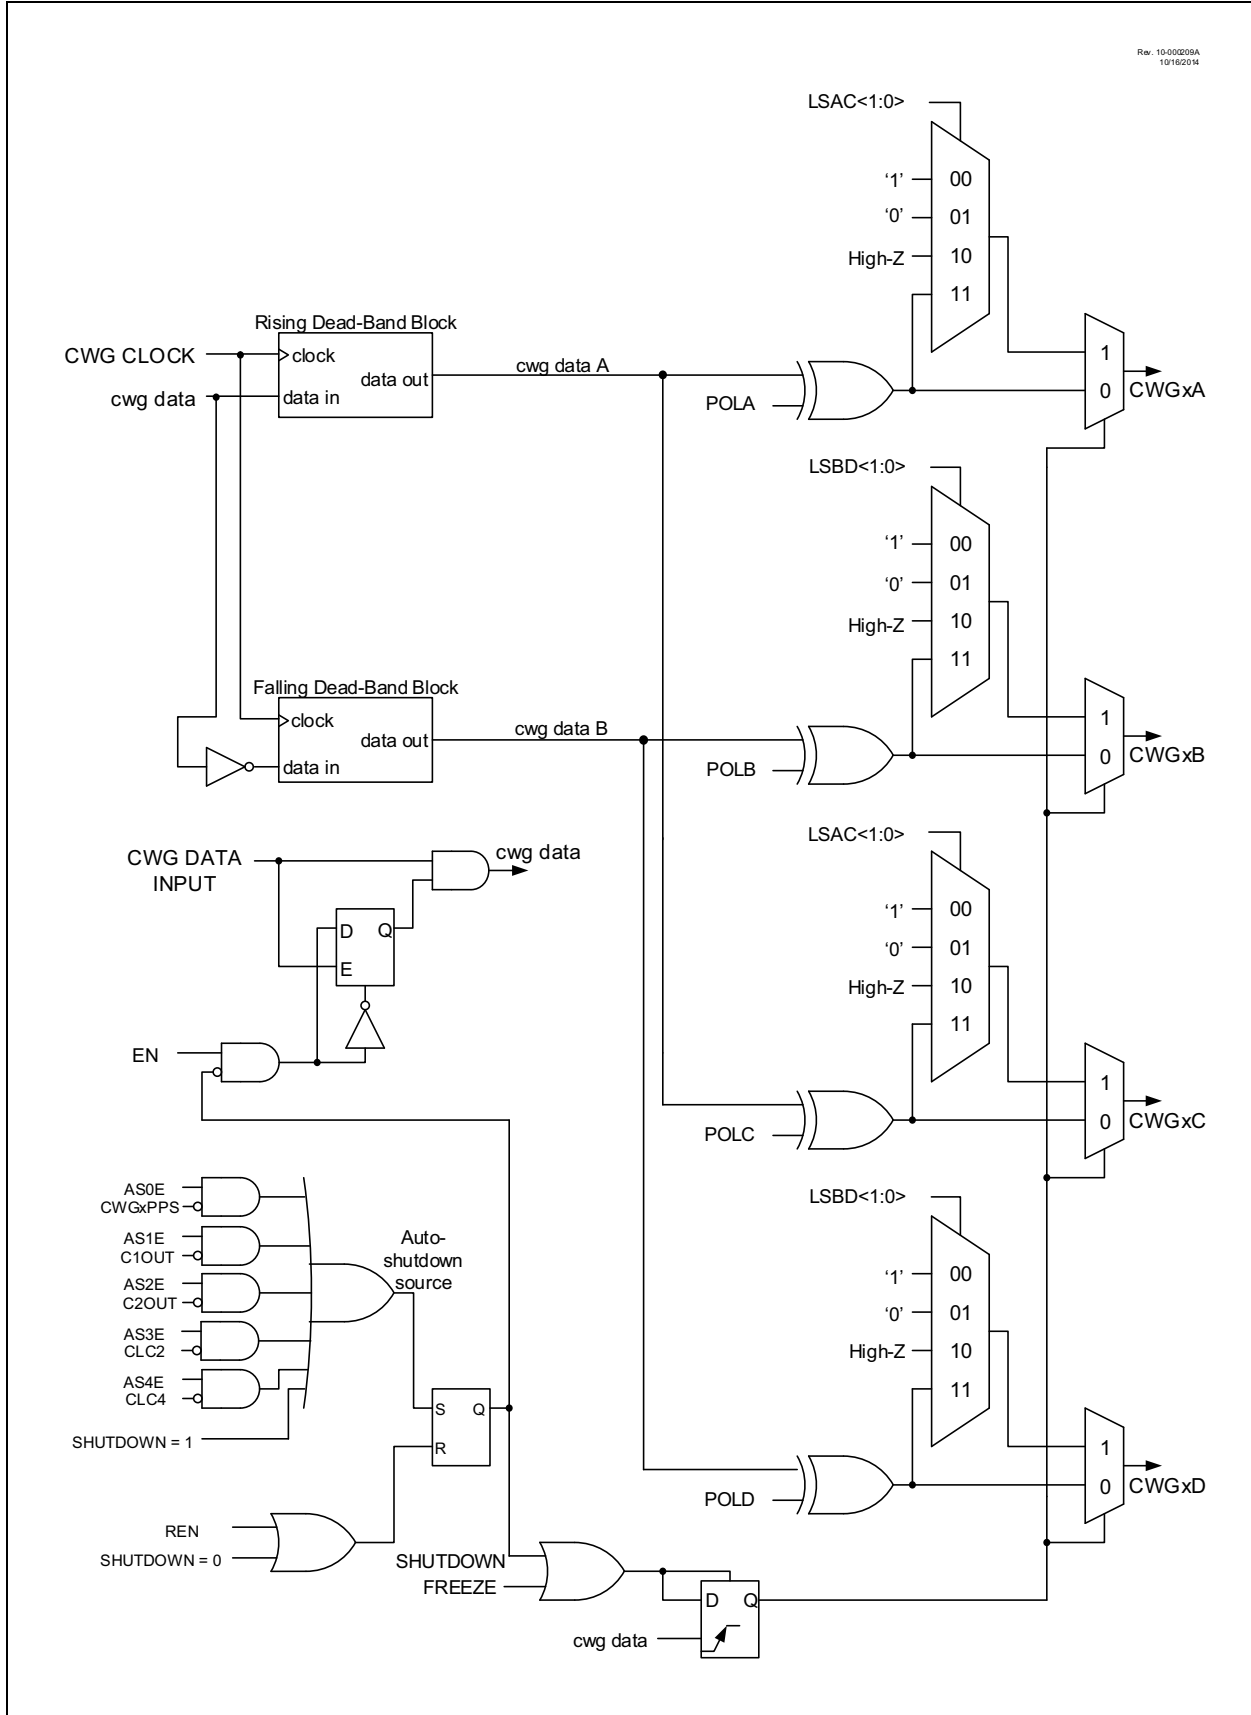 Rev. 10-000209A
10/16/2014
LSAC<1:0>
‘1’ 00
‘0’ 01
High-Z 10
11
1
0
CWGxA
Rising Dead-Band Block
CWG CLOCK
clock
cwg data
data in
data out
cwg data A
POLA
LSBD<1:0>
‘1’ 00
‘0’ 01
High-Z 10
11
1
0
CWGxB
Falling Dead-Band Block
clock
data out
data in
cwg data B
POLB
CWG DATA
INPUT
cwg data
D Q
E
EN
LSAC<1:0>
‘1’ 00
‘0’ 01
High-Z 10
11
1
0
CWGxC
POLC
AS0E
CWGxPPS
AS1E
C1OUT
AS2E
C2OUT
AS3E
CLC2
AS4E
CLC4
SHUTDOWN = 1
Auto-
shutdown
source
S Q
R
REN
SHUTDOWN = 0
LSBD<1:0>
‘1’ 00
‘0’ 01
High-Z 10
11
1
0
CWGxD
POLD
SHUTDOWN
FREEZE
D Q
cwg data